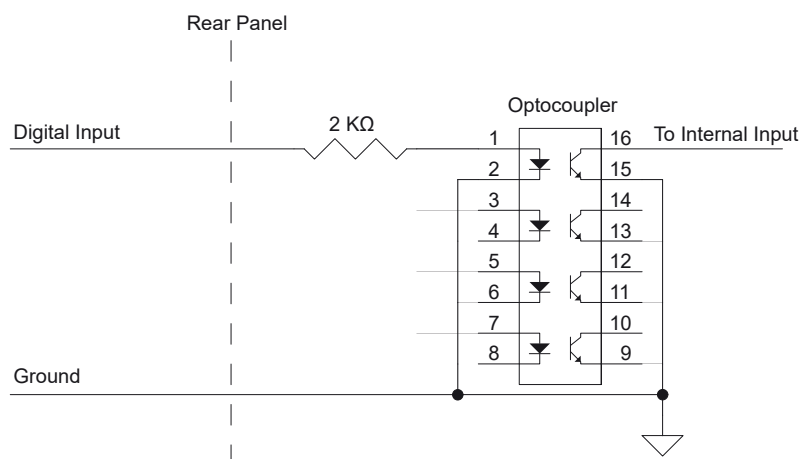 Rear Panel
Optocoupler
Digital Input
2 KΩ
1
16
To Internal Input
2
15
3
14
4
13
5
12
6
11
7
10
8
9
Ground